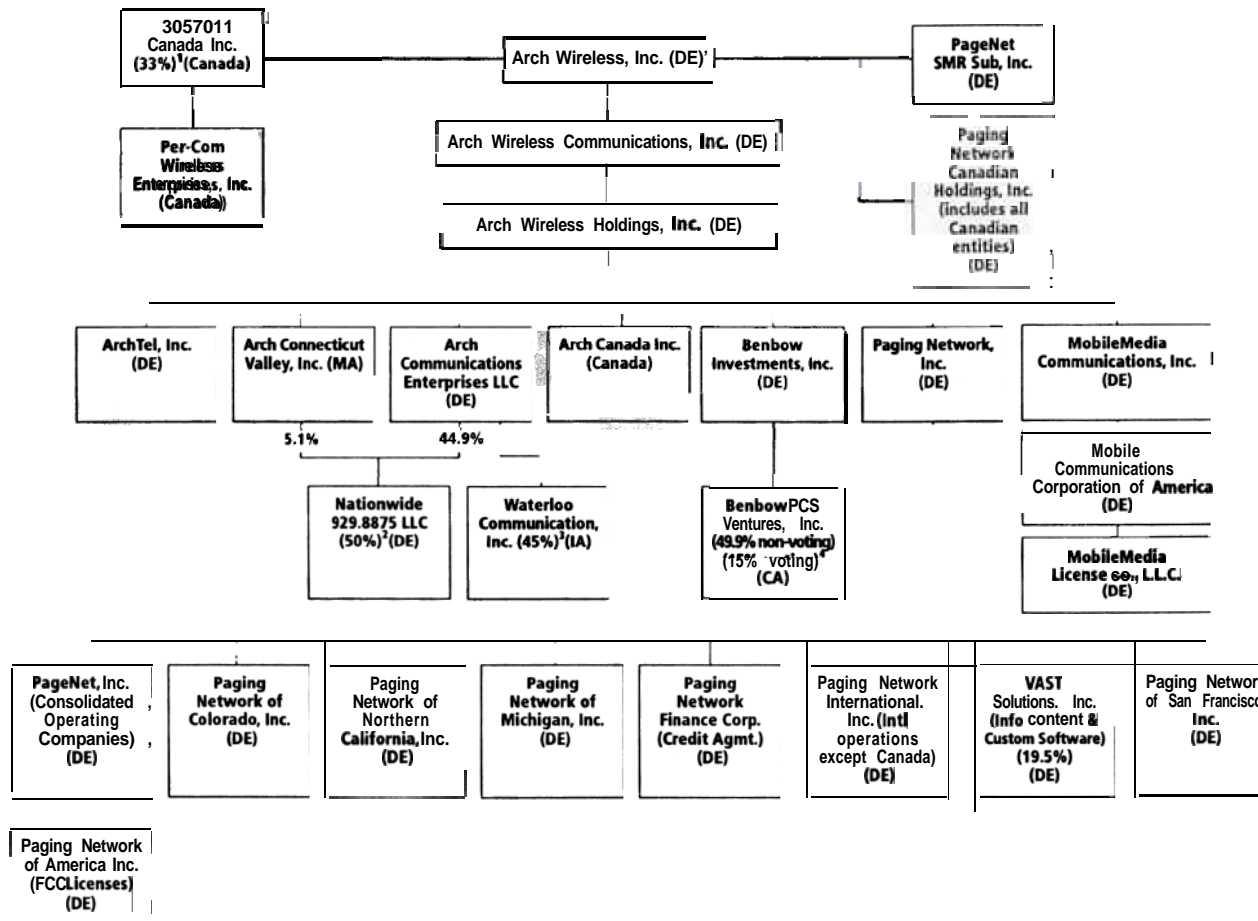 3057011
Canada Inc.
(33%)¹(Canada)
Arch Wireless, Inc. (DE)'
PageNet
SMR Sub, Inc.
(DE)
Per-Com
Wireless
Enterprises, Inc.
(Canada)
Arch Wireless Communications, Inc. (DE)
Arch Wireless Holdings, Inc. (DE)
Paging
Network
Canadian
Holdings, Inc.
(includes all
Canadian
entities)
(DE)
ArchTel, Inc.
(DE)
Arch Connecticut
Valley, Inc. (MA)
Arch
Communications
Enterprises LLC
(DE)
Arch Canada Inc.
(Canada)
Benbow
Investments, Inc.
(DE)
Paging Network,
Inc.
(DE)
MobileMedia
Communications, Inc.
(DE)
5.1%
44.9%
Nationwide
929.8875 LLC
(50%)²(DE)
Waterloo
Communication,
Inc. (45%)³(IA)
BenbowPCS
Ventures, Inc.
(49.9% non-voting)
(15% voting)⁴
(CA)
Mobile
Communications
Corporation of America
(DE)
MobileMedia
License co., L.L.C.
(DE)
PageNet, Inc.
(Consolidated
Operating
Companies)
(DE)
Paging
Network of
Colorado, Inc.
(DE)
Paging
Network of
Northern
California, Inc.
(DE)
Paging
Network of
Michigan, Inc.
(DE)
Paging
Network
Finance Corp.
(Credit Agmt.)
(DE)
Paging Network
International.
Inc. (Intl
operations
except Canada)
(DE)
VAST
Solutions. Inc.
(Info content &
Custom Software)
(19.5%)
(DE)
Paging Networ
of San Francisco
Inc.
(DE)
Paging Network
of America Inc.
(FCCLicenses)
(DE)